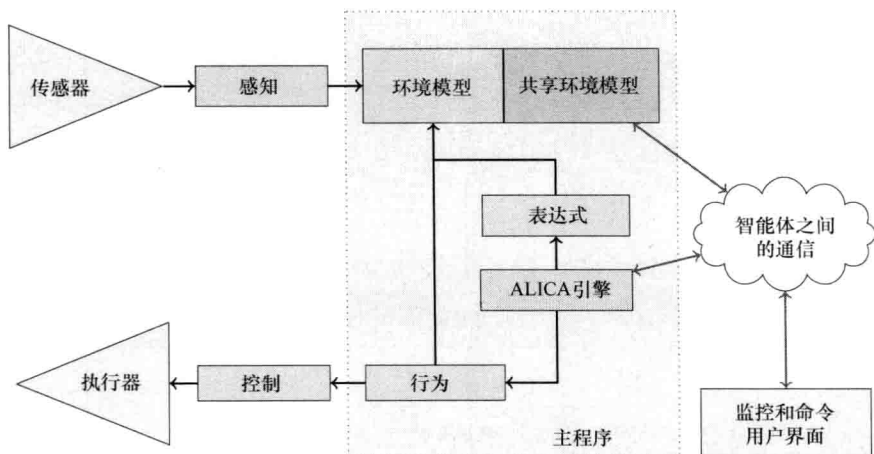 传感器
感知
环境模型
共享环境模型
表达式
智能体之间
的通信
ALICA引擎
执行器
控制
行为
监控和命令
用户界面
主程序